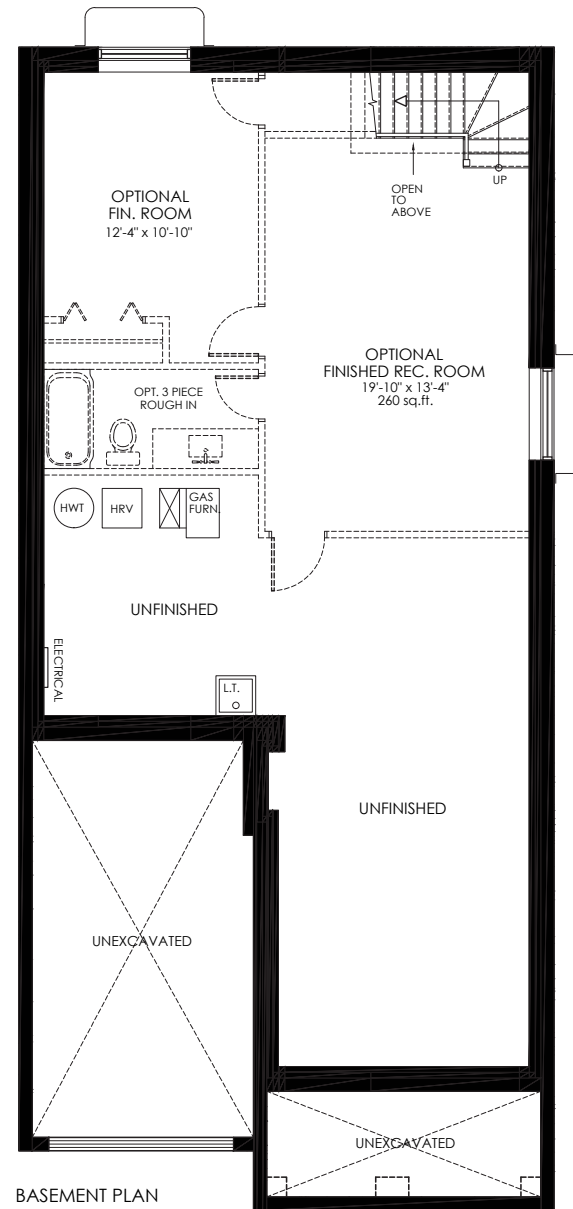 OPTIONAL
FIN. ROOM
12'-4" x 10'-10"
OPEN
TO
ABOVE
UP
OPTIONAL
FINISHED REC. ROOM
19'-10" x 13'-4"
260 sq.ft.
OPT. 3 PIECE
ROUGH IN
HWT
HRV
GAS
FURN.
UNFINISHED
ELECTRICAL
L.T.
UNFINISHED
UNEXCAVATED
UNEXCAVATED
BASEMENT PLAN